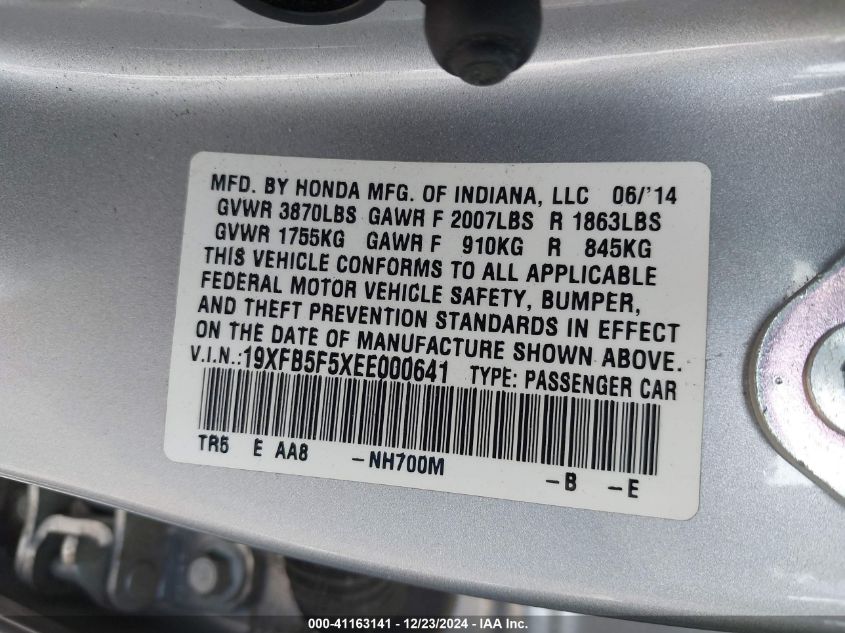 MFD. BY HONDA MFG. OF INDIANA, LLC 06/'14
GVWR 3870LBS GAWR F 2007LBS R 1863LBS
GVWR 1755KG GAWR F 910KG R 845KG
THIS VEHICLE CONFORMS TO ALL APPLICABLE
FEDERAL MOTOR VEHICLE SAFETY, BUMPER,
AND THEFT PREVENTION STANDARDS IN EFFECT
ON THE DATE OF MANUFACTURE SHOWN ABOVE.
V.I.N.:19XFB5F5XEE000641 TYPE: PASSENGER CAR
TR5 E AA8 -NH700M -B -E
000-41163141 - 12/23/2024 - IAA Inc.